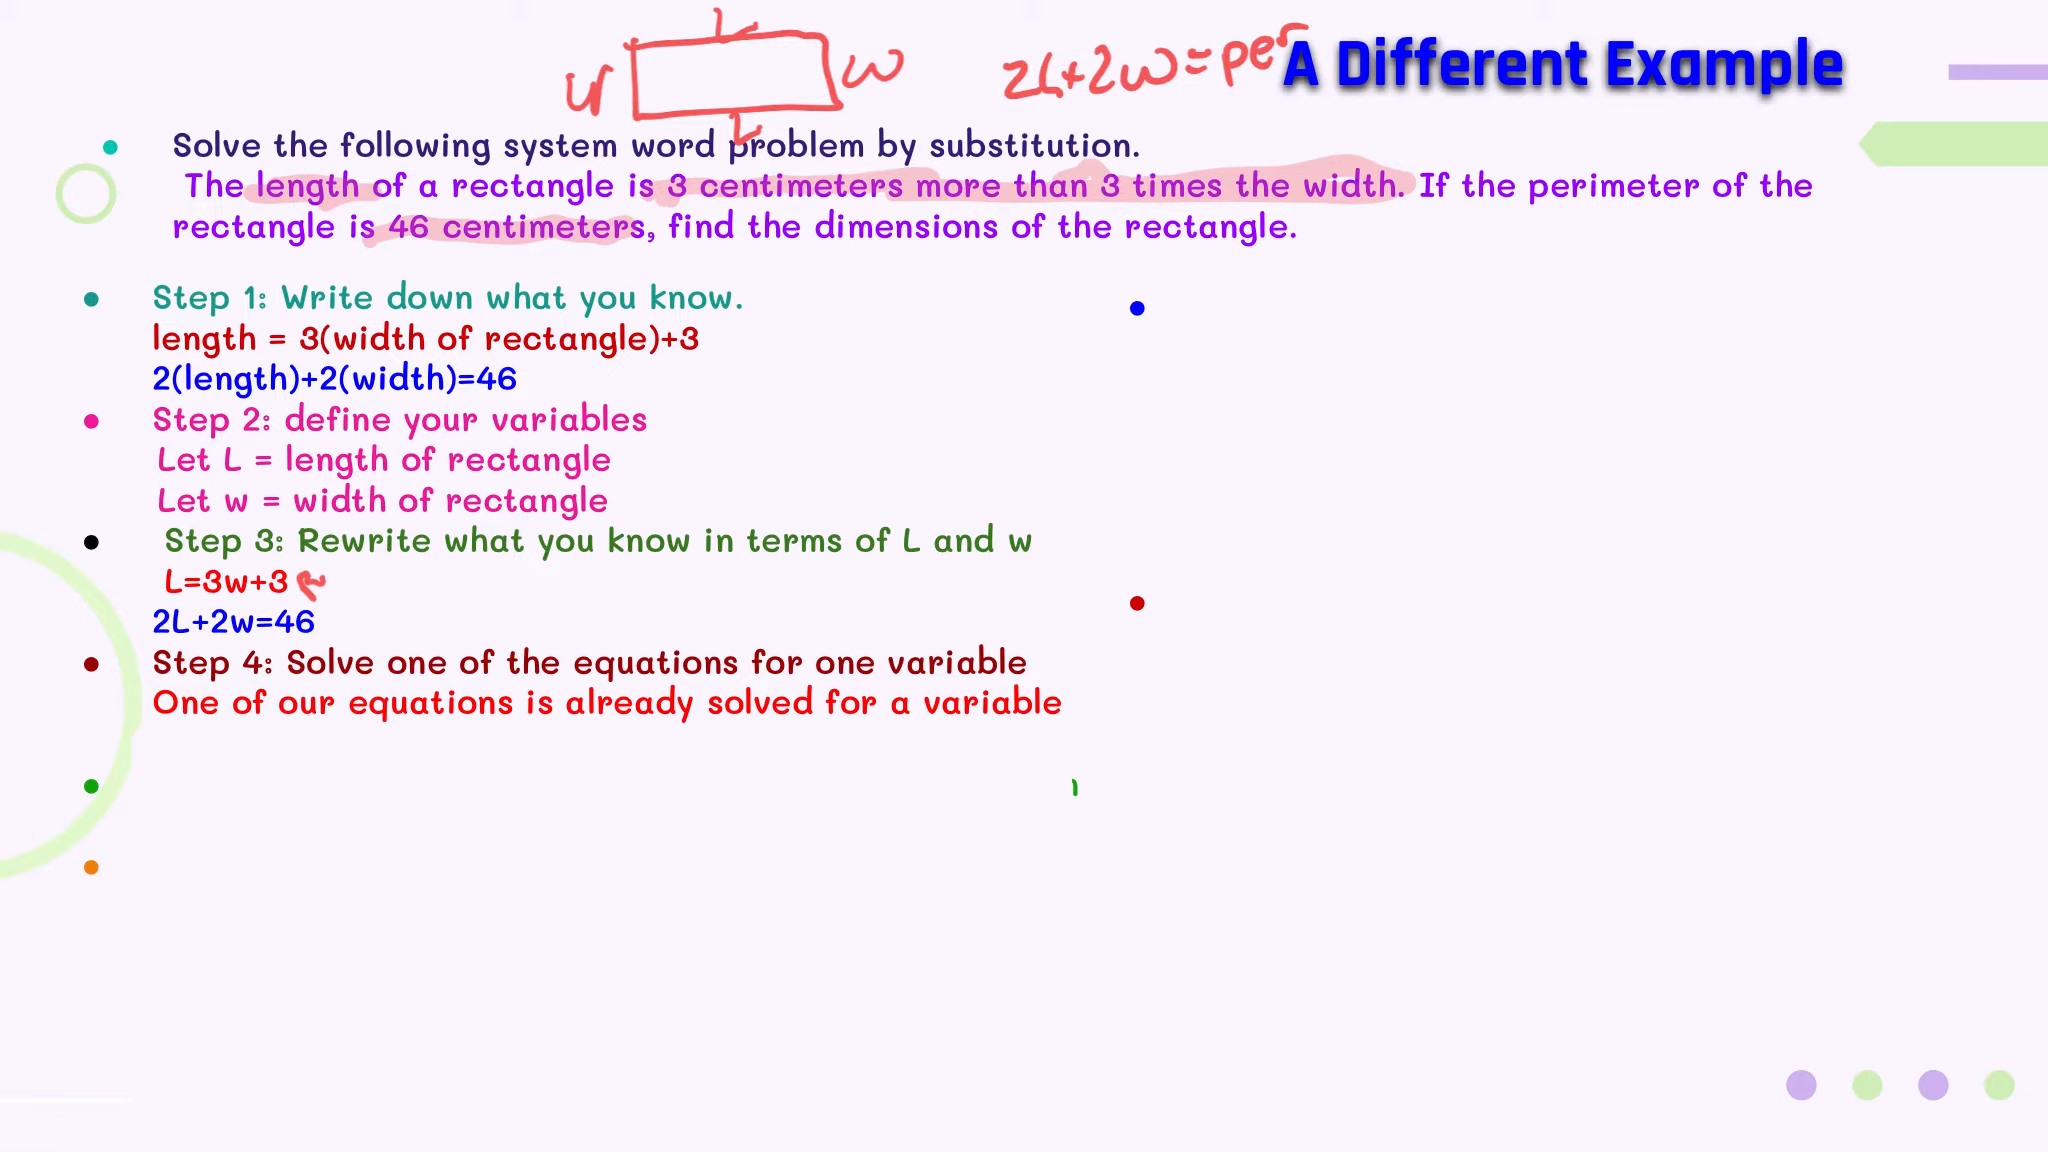 L
w w 2L+2w=per
A Different Example
L
Solve the following system word problem by substitution.
The length of a rectangle is 3 centimeters more than 3 times the width. If the perimeter of the
rectangle is 46 centimeters, find the dimensions of the rectangle.
Step 1: Write down what you know.
length = 3(width of rectangle)+3
2(length)+2(width)=46
Step 2: define your variables
Let L = length of rectangle
Let w = width of rectangle
Step 3: Rewrite what you know in terms of L and w
L=3w+3
2L+2w=46
Step 4: Solve one of the equations for one variable
One of our equations is already solved for a variable